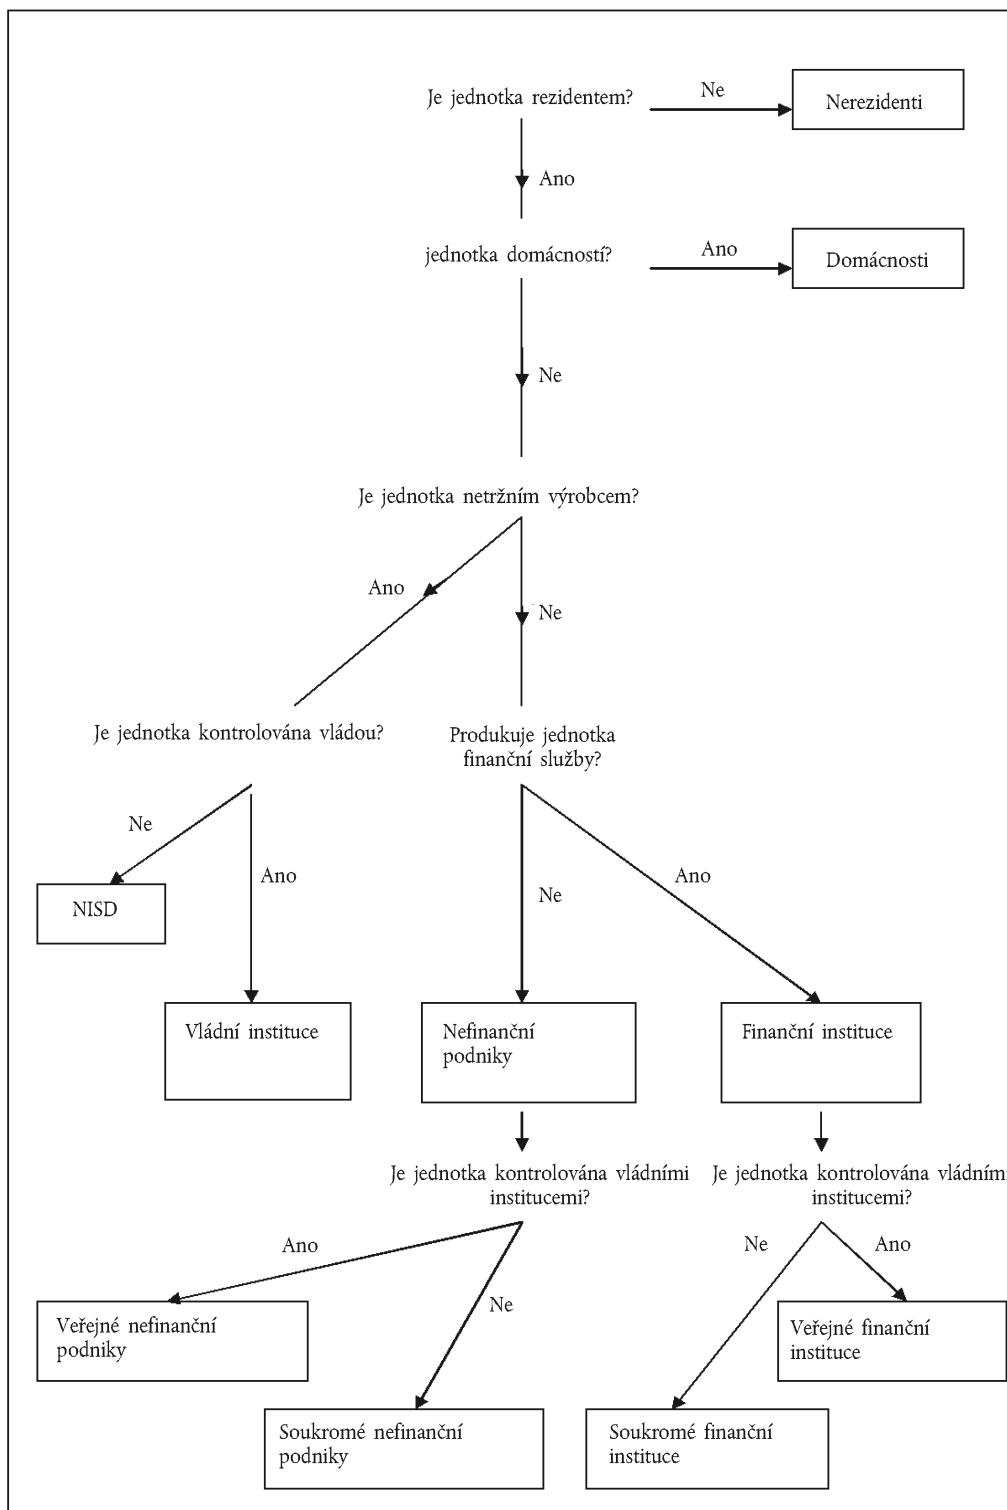 Je jednotka rezidentem?
Ne
Nerezidenti
Ano
jednotka domácností?
Ano
Domácnosti
Ne
Je jednotka netržním výrobcem?
Ano
Ne
Je jednotka kontrolována vládou?
Produkuje jednotka
finanční služby?
Ne
Ano
Ne
Ano
NISD
Vládní instituce
Nefinanční
podniky
Finanční instituce
Je jednotka kontrolována vládními
institucemi?
Je jednotka kontrolována vládními
institucemi?
Ano
Ne
Ne
Ano
Veřejné nefinanční
podniky
Veřejné finanční
instituce
Soukromé nefinanční
podniky
Soukromé finanční
instituce